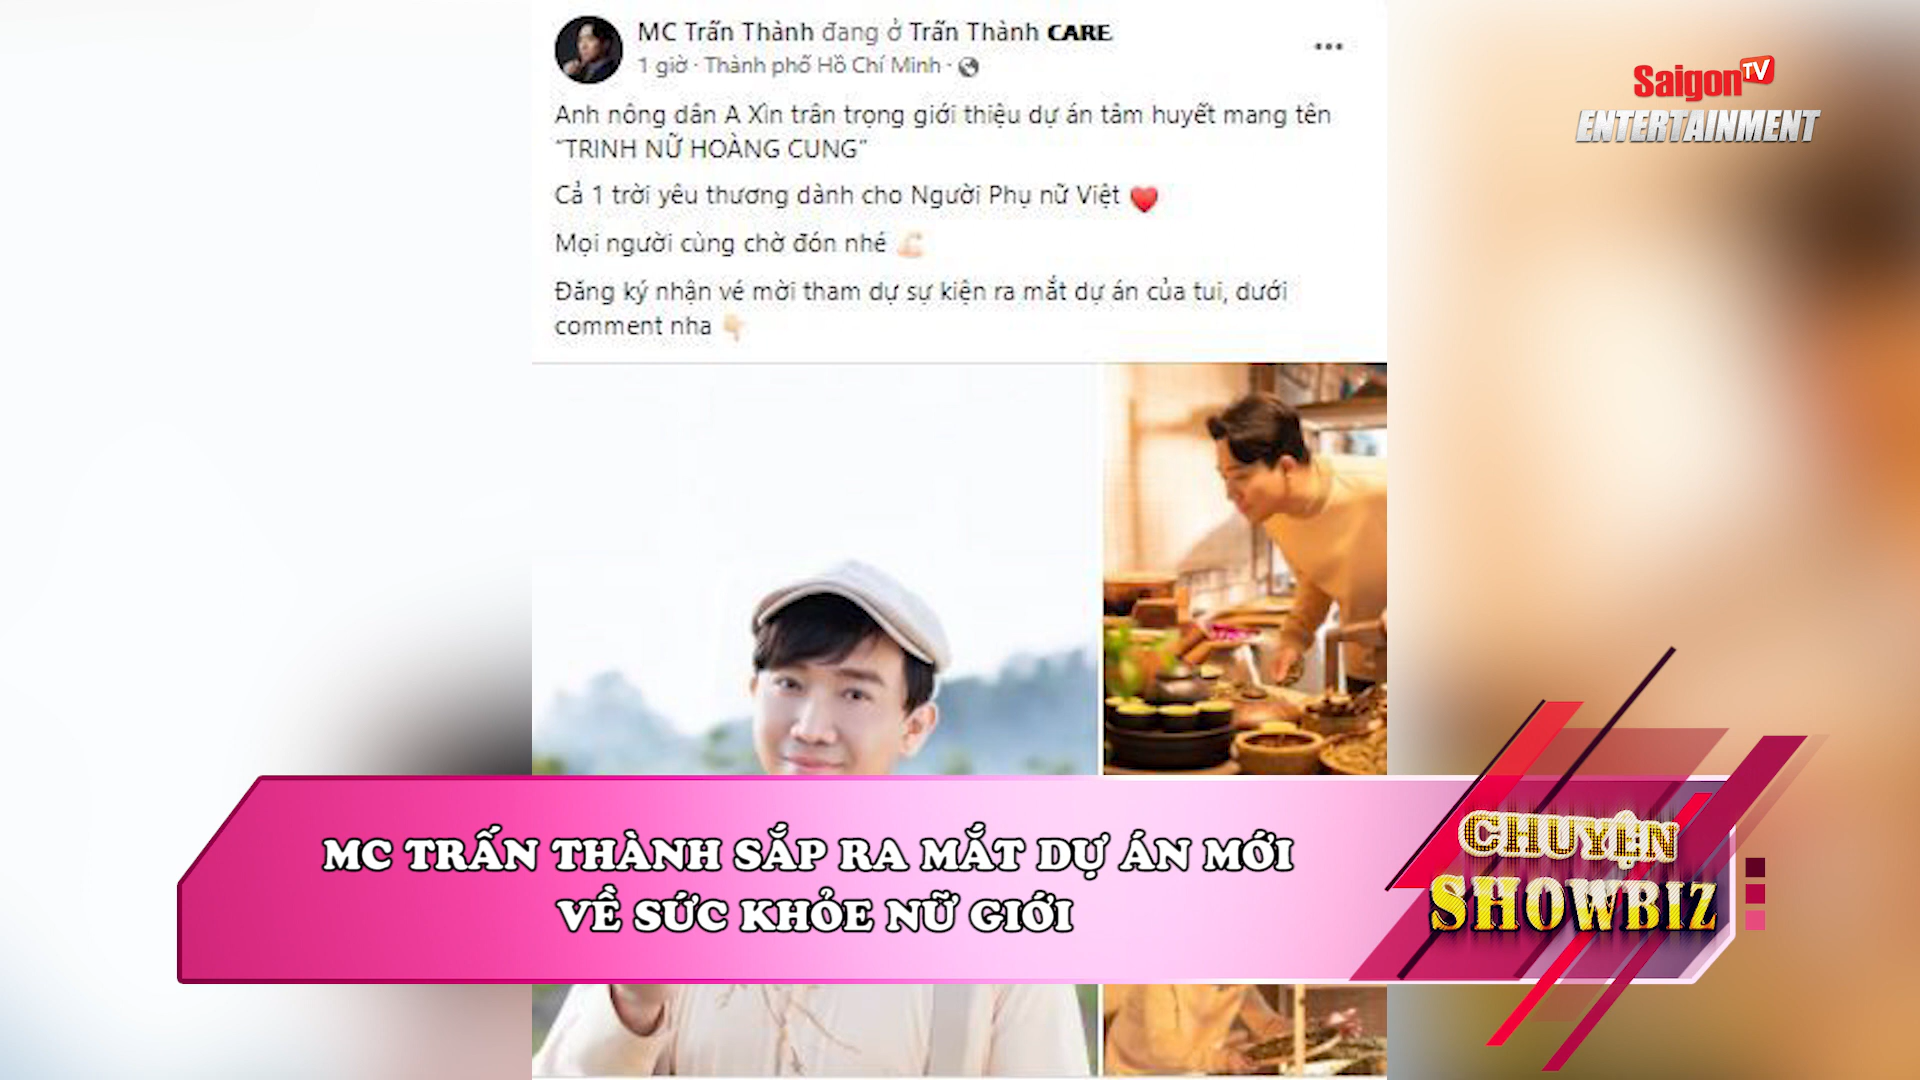 MC Trấn Thành đang ở Trấn Thành CARE
1 giờ · Thành phố Hồ Chí Minh ·
Anh nông dân A Xìn trân trọng giới thiệu dự án tâm huyết mang tên
“TRINH NỮ HOÀNG CUNG”
Cả 1 trời yêu thương dành cho Người Phụ nữ Việt
Mọi người cùng chờ đón nhé
Đăng ký nhận vé mời tham dự sự kiện ra mắt dự án của tui, dưới
comment nha
Saigon TV
ENTERTAINMENT
MC TRẤN THÀNH SẮP RA MẮT DỰ ÁN MỚI
VỀ SỨC KHỎE NỮ GIỚI
CHUYỆN
SHOWBIZ